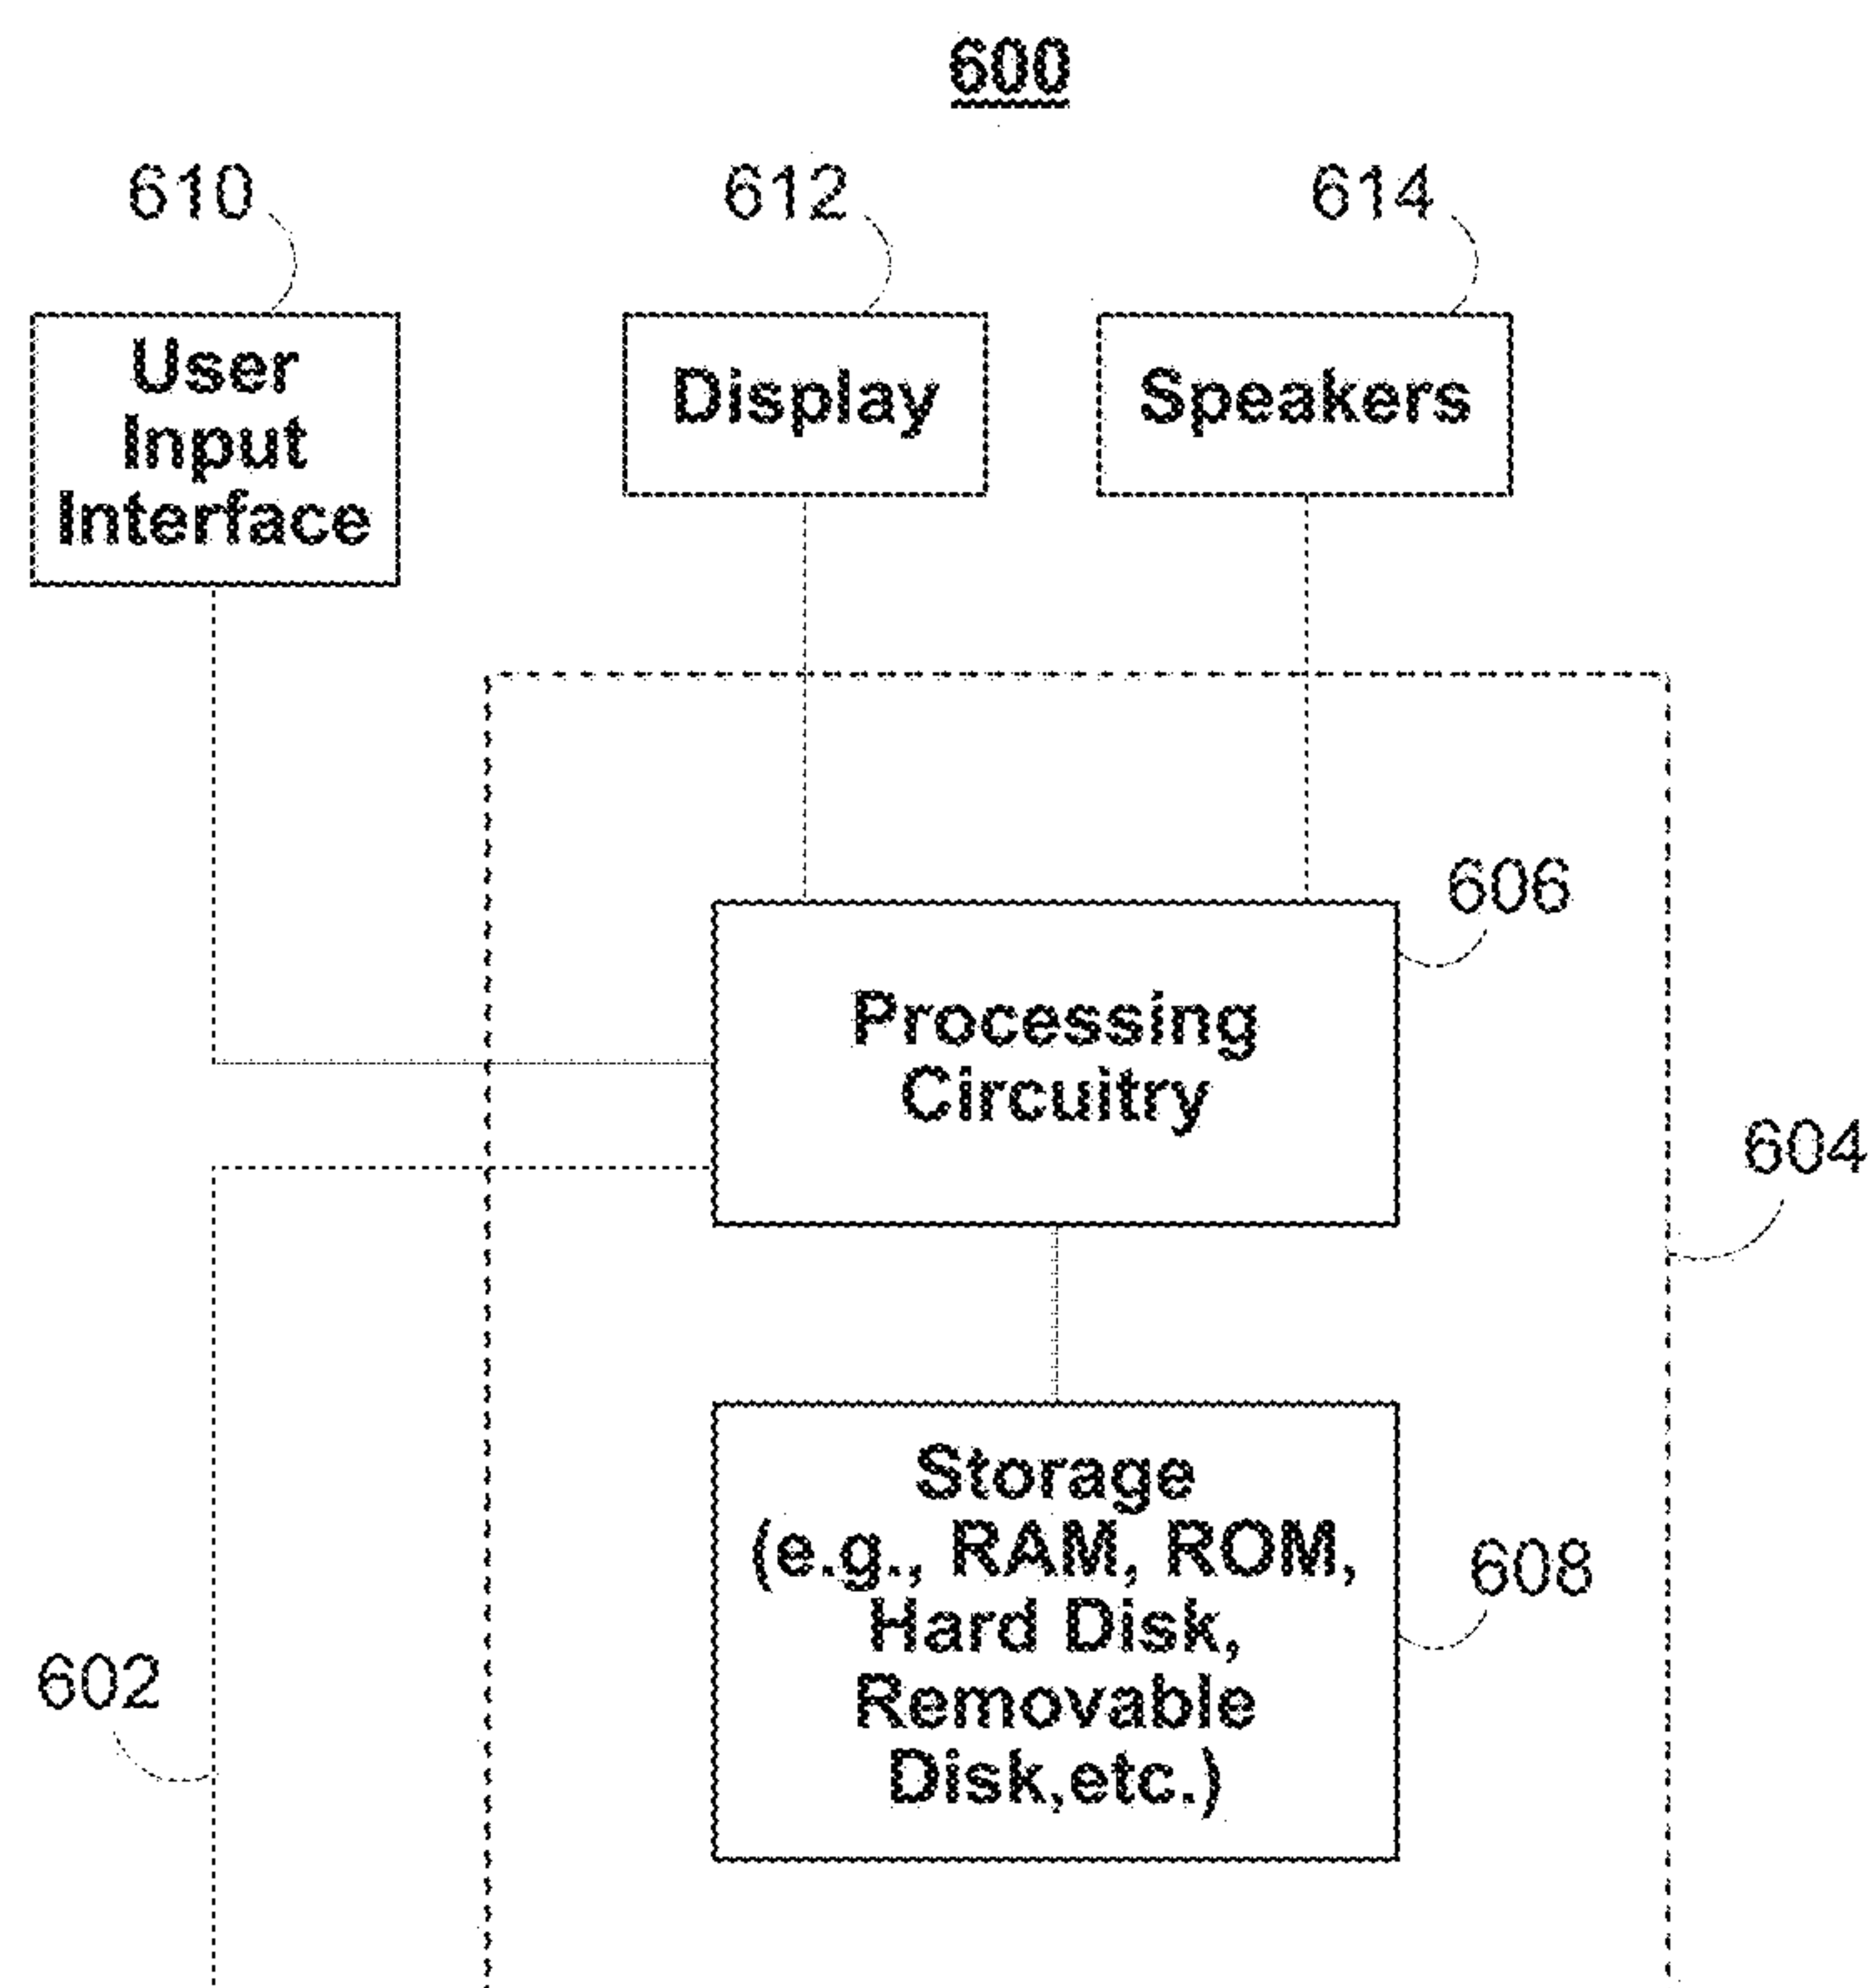 600
610
612
614
User
Input
Interface
Display
Speakers
606
Processing
Circuitry
604
Storage
(e.g., RAM, ROM,
Hard Disk,
Removable
Disk,etc.)
608
602